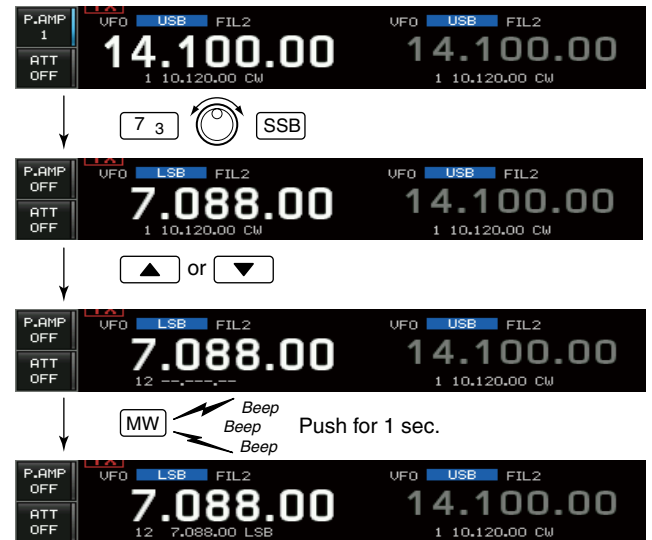 P.AMP 1 TX VFO USB FIL2
14.100.00 14.100.00
ATT OFF 1 10.120.00 CW 1 10.120.00 CW
7 3 SSB
P.AMP OFF TX VFO LSB FIL2 VFO USB FIL2
7.088.00 14.100.00
ATT OFF 1 10.120.00 CW 1 10.120.00 CW
▲ or ▼
P.AMP OFF TX VFO LSB FIL2 VFO USB FIL2
7.088.00 14.100.00
ATT OFF 12 --.---.-- 1 10.120.00 CW
Beep
MW Beep Push for 1 sec.
Beep
P.AMP OFF TX VFO LSB FIL2 VFO USB FIL2
7.088.00 14.100.00
ATT OFF 12 7.088.00 LSB 1 10.120.00 CW